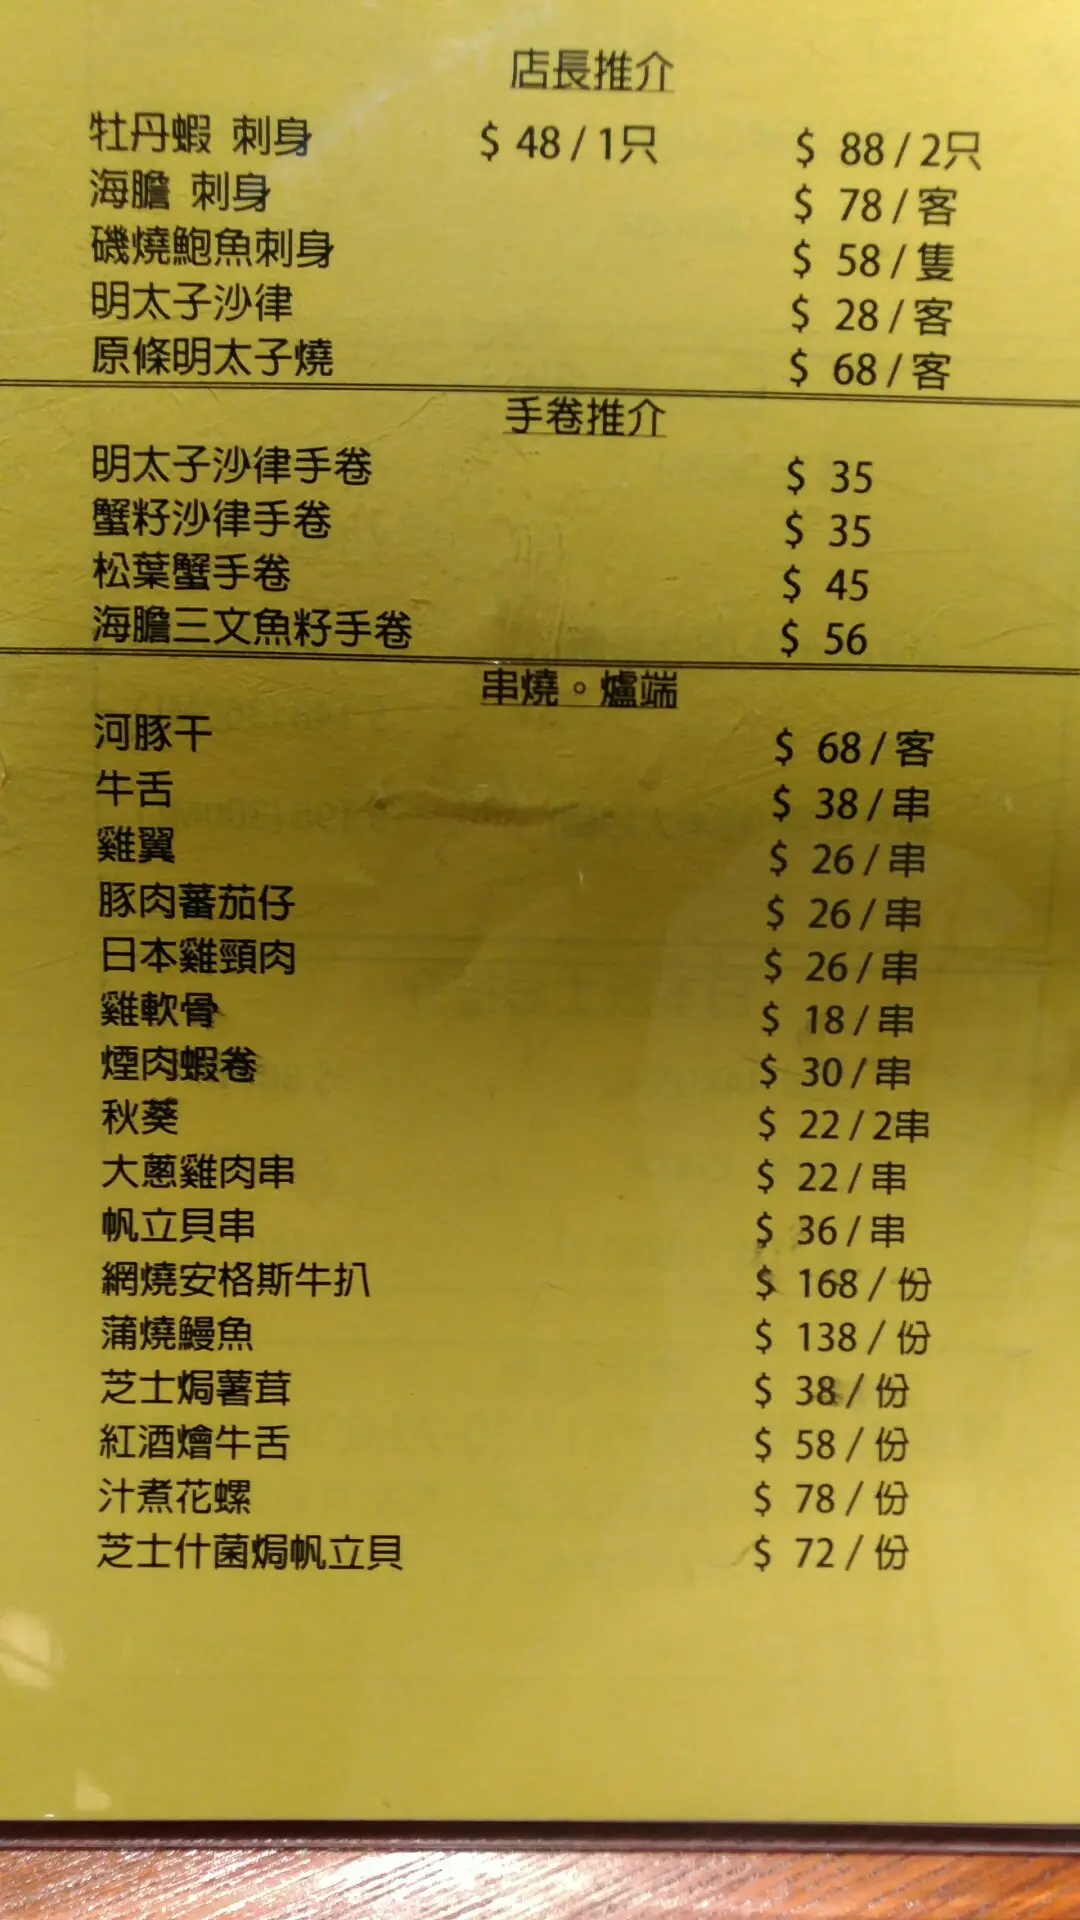 店長推介
牡丹蝦 刺身 $ 48 / 1只 $ 88 / 2只
海膽 刺身 $ 78 / 客
磯燒鮑魚刺身 $ 58 / 隻
明太子沙律 $ 28 / 客
原條明太子燒 $ 68 / 客
手卷推介
明太子沙律手卷 $ 35
蟹籽沙律手卷 $ 35
松葉蟹手卷 $ 45
海膽三文魚籽手卷 $ 56
串燒。爐端
河豚干 $ 68 / 客
牛舌 $ 38 / 串
雞翼 $ 26 / 串
豚肉蕃茄仔 $ 26 / 串
日本雞頸肉 $ 26 / 串
雞軟骨 $ 18 / 串
煙肉蝦卷 $ 30 / 串
秋葵 $ 22 / 2串
大蔥雞肉串 $ 22 / 串
帆立貝串 $ 36 / 串
網燒安格斯牛扒 $ 168 / 份
蒲燒鰻魚 $ 138 / 份
芝士焗薯茸 $ 38 / 份
紅酒燴牛舌 $ 58 / 份
汁煮花螺 $ 78 / 份
芝士什菌焗帆立貝 $ 72 / 份